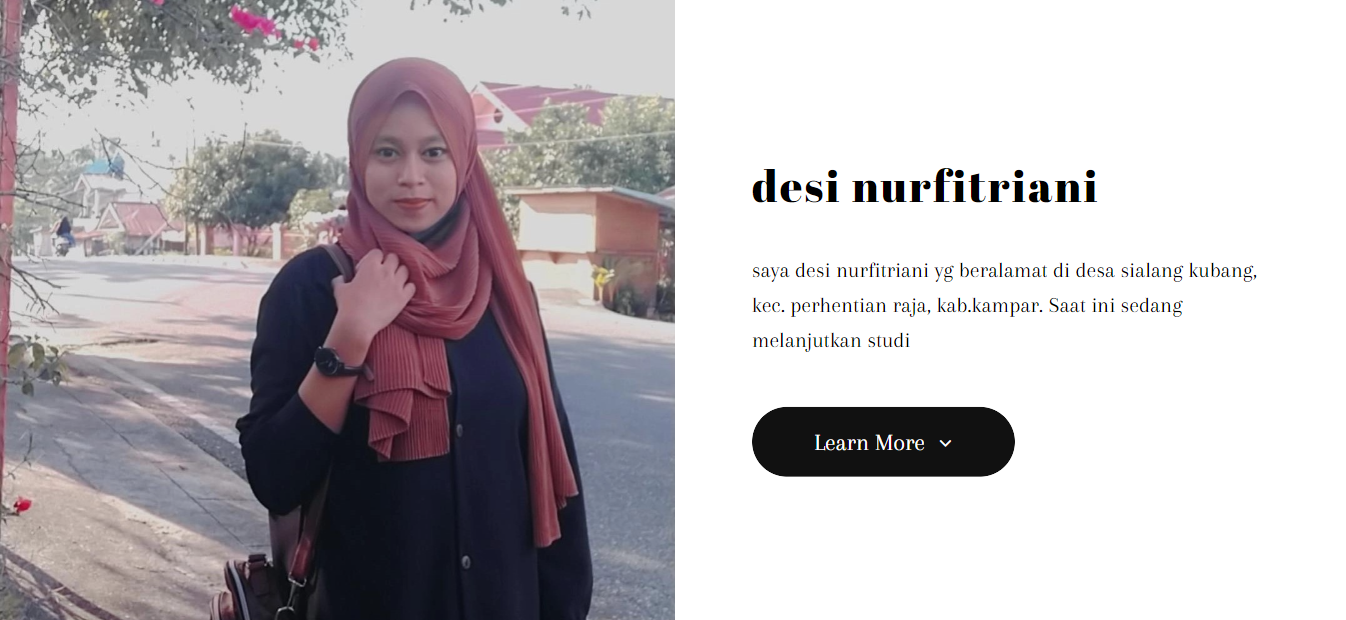 desi nurfitriani
saya desi nurfitriani yg beralamat di desa sialang kubang,
kec. perhentian raja, kab.kampar. Saat ini sedang
melanjutkan studi
Learn More